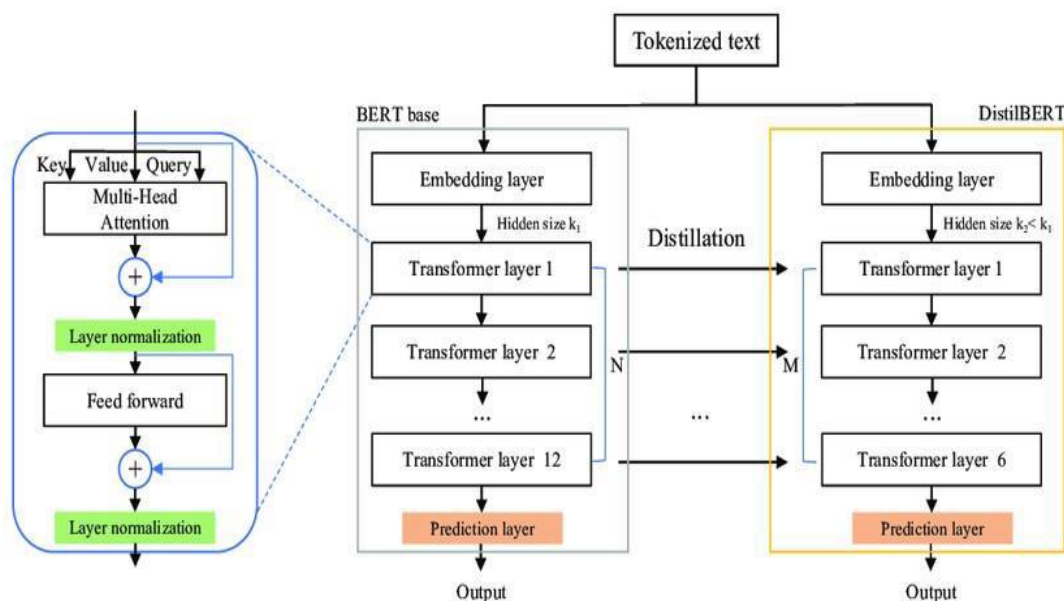 Tokenized text
BERT base
DistilBERT
Key Value Query
Multi-Head
Attention
+
Layer normalization
Feed forward
+
Layer normalization
Embedding layer
Hidden size k₁
Transformer layer 1
Transformer layer 2
...
Transformer layer 12
N
Prediction layer
Output
Distillation
...
Embedding layer
Hidden size k₂< k₁
Transformer layer 1
Transformer layer 2
...
Transformer layer 6
M
Prediction layer
Output